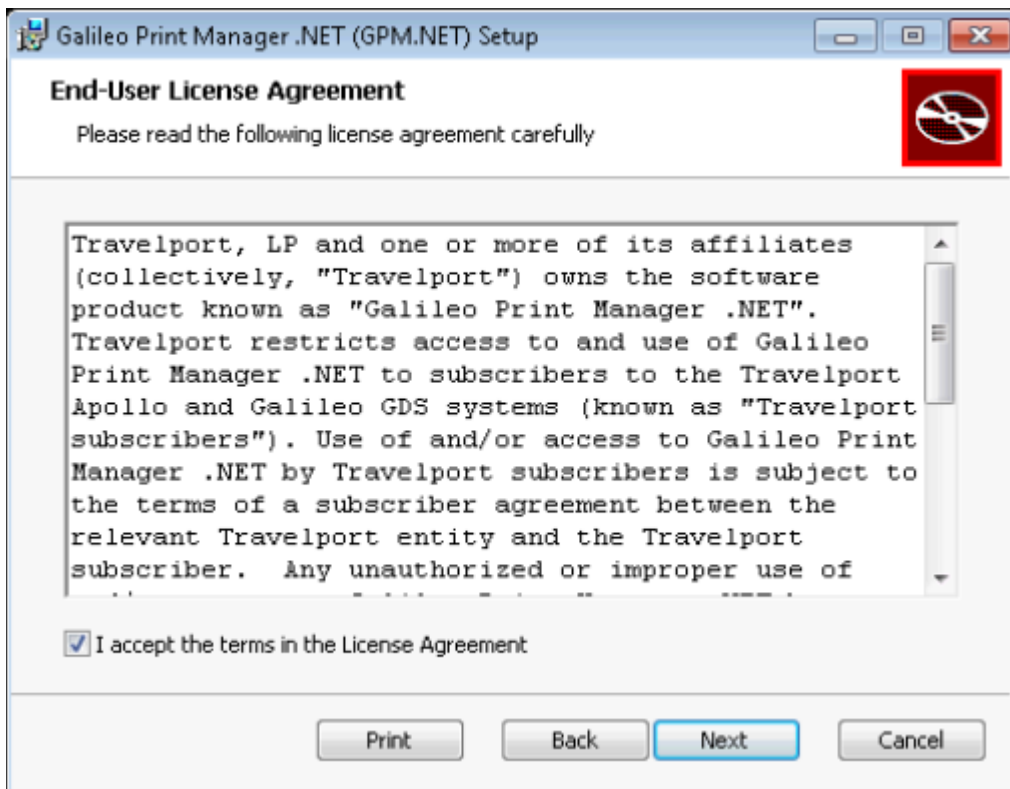 Galileo Print Manager .NET (GPM.NET) Setup
End-User License Agreement
Please read the following license agreement carefully
Travelport, LP and one or more of its affiliates
(collectively, "Travelport") owns the software
product known as "Galileo Print Manager .NET".
Travelport restricts access to and use of Galileo
Print Manager .NET to subscribers to the Travelport
Apollo and Galileo GDS systems (known as "Travelport
subscribers"). Use of and/or access to Galileo Print
Manager .NET by Travelport subscribers is subject to
the terms of a subscriber agreement between the
relevant Travelport entity and the Travelport
subscriber.  Any unauthorized or improper use of
I accept the terms in the License Agreement
Print
Back
Next
Cancel